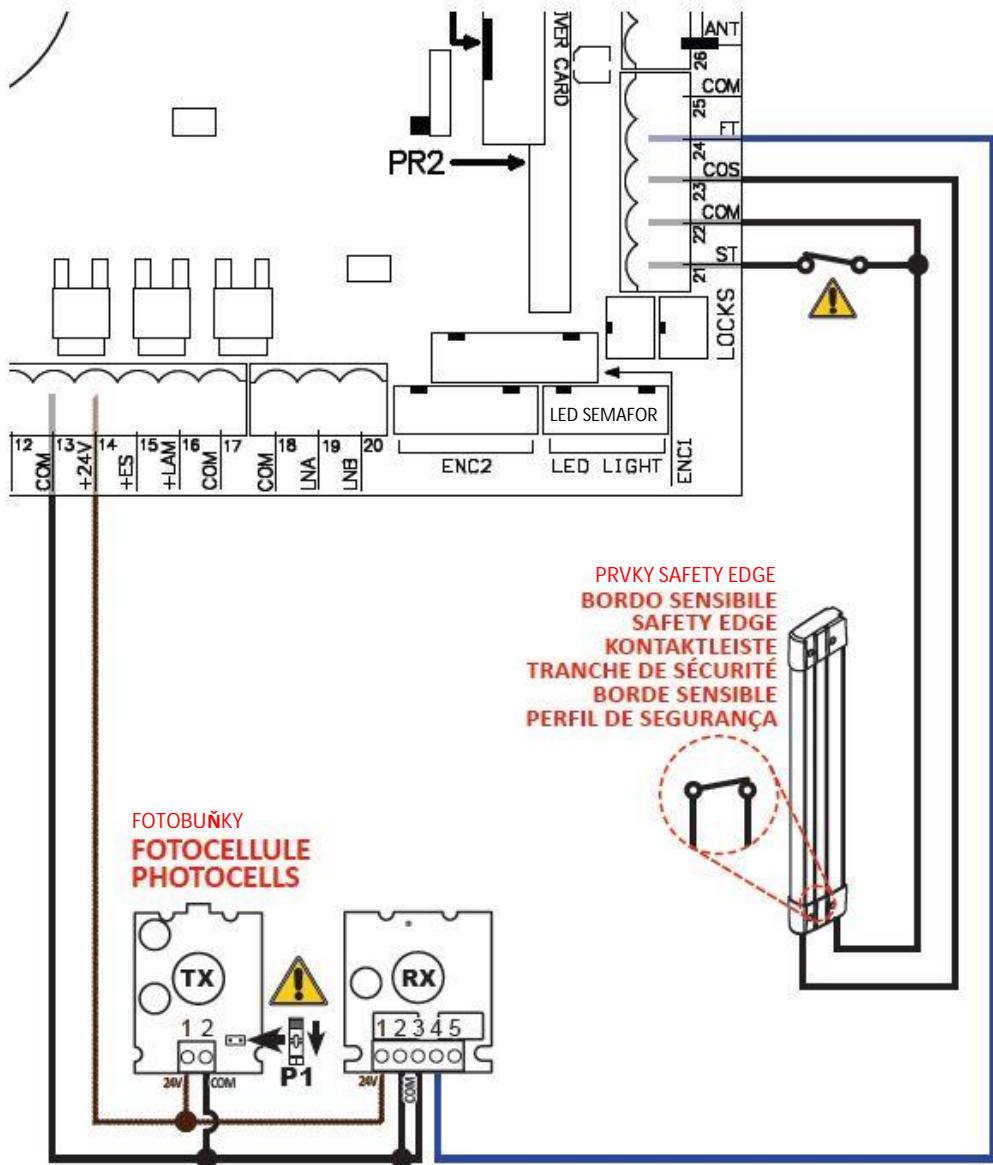 ANT
26
COM
25
FT
24
COS
23
COM
22
ST
21
VER CARD
PR2
LOCKS
LED SEMAFOR
12
COM
13
+24V
14
+ES
15
+LAM
16
COM
17
COM
18
LNA
19
LNB
20
ENC2
LED LIGHT
ENC1
PRVKY SAFETY EDGE
BORDO SENSIBILE
SAFETY EDGE
KONTAKTLEISTE
TRANCHE DE SÉCURITÉ
BORDE SENSIBLE
PERFIL DE SEGURANÇA
FOTOBUŇKY
FOTOCELLULE
PHOTOCELLS
TX
RX
1 2
1 2 3 4 5
P1
24V
COM
24V
COM